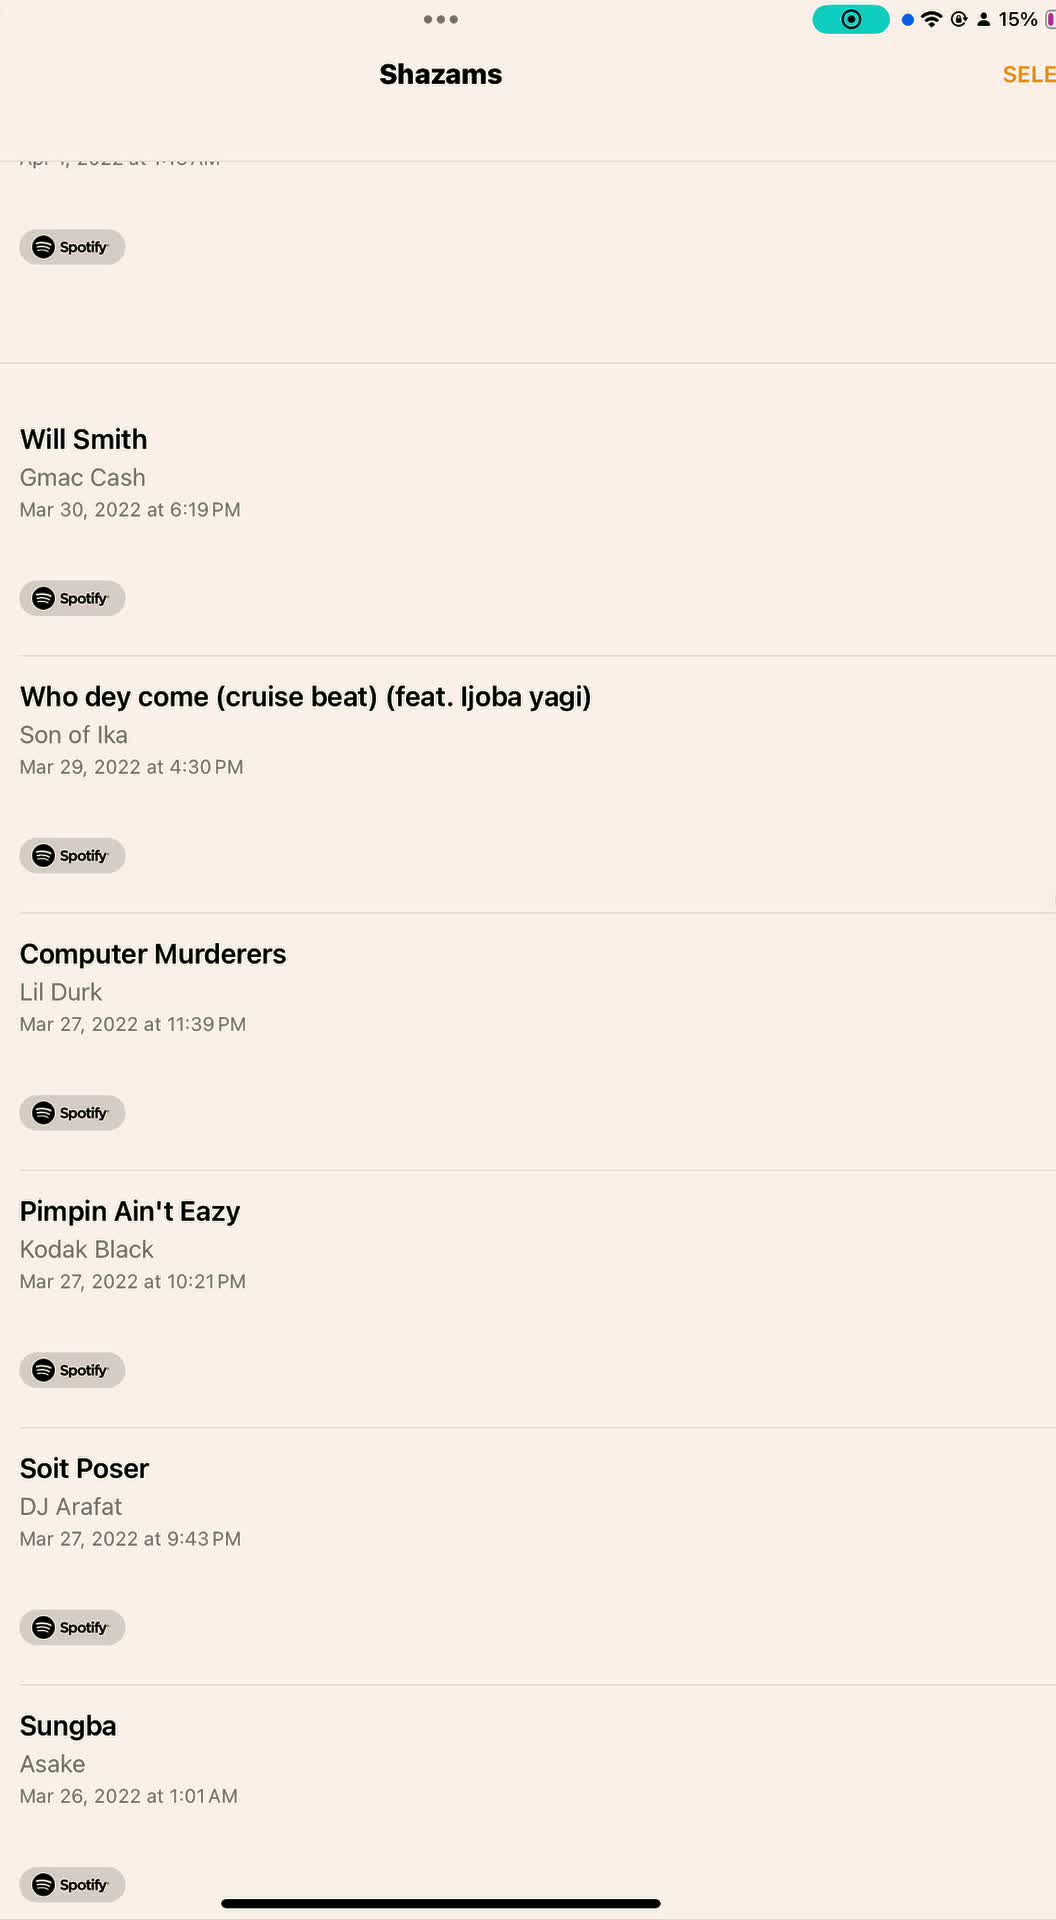 15%
Shazams
SELE
Spotify
Will Smith
Gmac Cash
Mar 30, 2022 at 6:19 PM
Spotify
Who dey come (cruise beat) (feat. Ijoba yagi)
Son of Ika
Mar 29, 2022 at 4:30 PM
Spotify
Computer Murderers
Lil Durk
Mar 27, 2022 at 11:39 PM
Spotify
Pimpin Ain't Eazy
Kodak Black
Mar 27, 2022 at 10:21 PM
Spotify
Soit Poser
DJ Arafat
Mar 27, 2022 at 9:43 PM
Spotify
Sungba
Asake
Mar 26, 2022 at 1:01 AM
Spotify